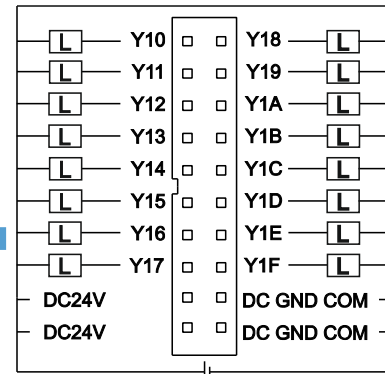 L Y10 Y18 L
L Y11 Y19 L
L Y12 Y1A L
L Y13 Y1B L
L Y14 Y1C L
L Y15 Y1D L
L Y16 Y1E L
L Y17 Y1F L
DC24V DC GND COM
DC24V DC GND COM